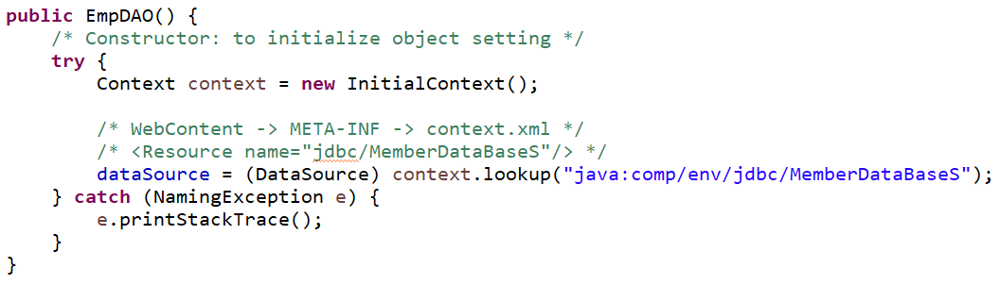 public EmpDAO() {
    /* Constructor: to initialize object setting */
    try {
        Context context = new InitialContext();

        /* WebContent -> META-INF -> context.xml */
        /* <Resource name="jdbc/MemberDataBaseS"/> */
        dataSource = (DataSource) context.lookup("java:comp/env/jdbc/MemberDataBaseS");
    } catch (NamingException e) {
        e.printStackTrace();
    }
}